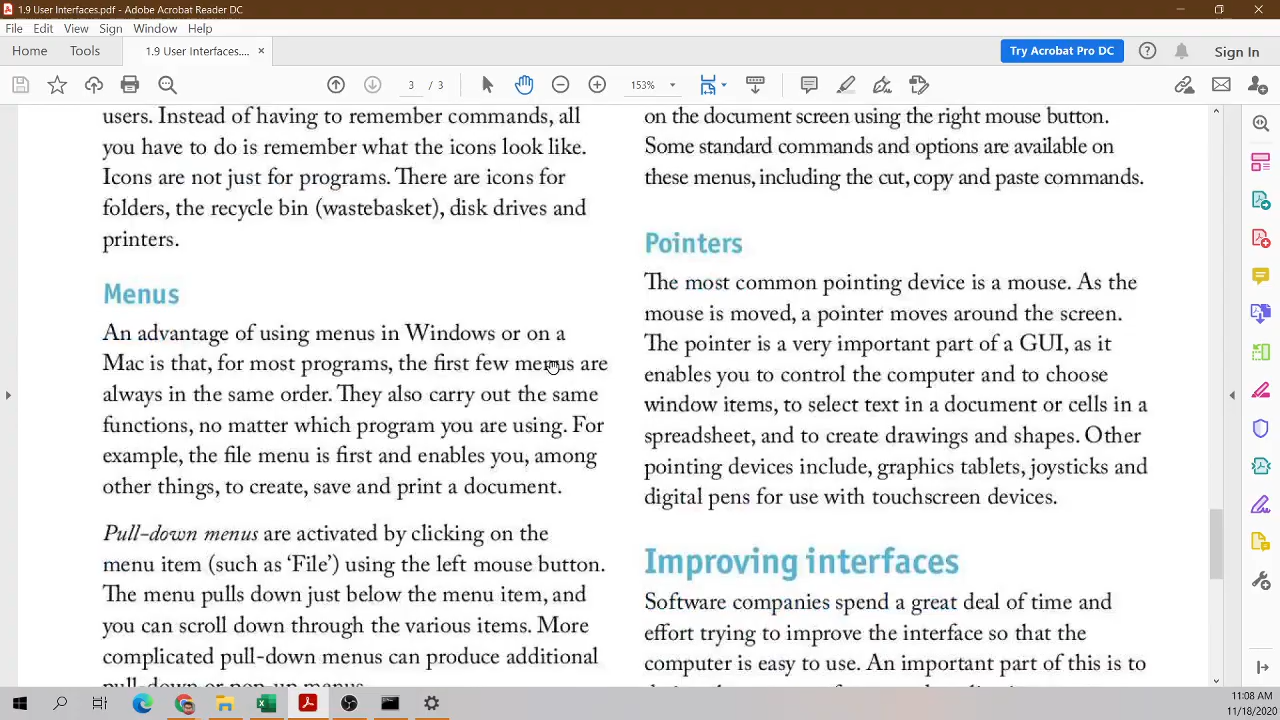 1.9 User Interfaces.pdf - Adobe Acrobat Reader DC
File Edit View Sign Window Help
Home Tools 1.9 User Interfaces.... × Try Acrobat Pro DC Sign In
3 / 3 153%
users. Instead of having to remember commands, all
you have to do is remember what the icons look like.
Icons are not just for programs. There are icons for
folders, the recycle bin (wastebasket), disk drives and
printers.
Menus
An advantage of using menus in Windows or on a
Mac is that, for most programs, the first few menus are
always in the same order. They also carry out the same
functions, no matter which program you are using. For
example, the file menu is first and enables you, among
other things, to create, save and print a document.
Pull-down menus are activated by clicking on the
menu item (such as ‘File’) using the left mouse button.
The menu pulls down just below the menu item, and
you can scroll down through the various items. More
complicated pull-down menus can produce additional
pull-down or pop-up menus.
on the document screen using the right mouse button.
Some standard commands and options are available on
these menus, including the cut, copy and paste commands.
Pointers
The most common pointing device is a mouse. As the
mouse is moved, a pointer moves around the screen.
The pointer is a very important part of a GUI, as it
enables you to control the computer and to choose
window items, to select text in a document or cells in a
spreadsheet, and to create drawings and shapes. Other
pointing devices include, graphics tablets, joysticks and
digital pens for use with touchscreen devices.
Improving interfaces
Software companies spend a great deal of time and
effort trying to improve the interface so that the
computer is easy to use. An important part of this is to
11:08 AM
11/18/2020